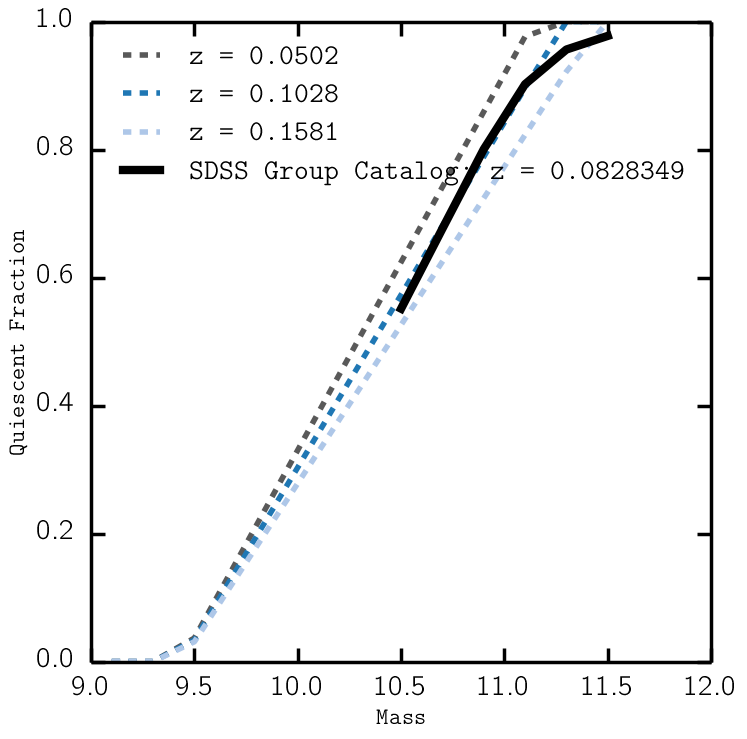 1.0
z = 0.0502
z = 0.1028
z = 0.1581
0.8
SDSS Group Catalog: z = 0.0828349
0.6
Quiescent Fraction
0.4
0.2
0.0
9.0 9.5 10.0 10.5 11.0 11.5 12.0
Mass